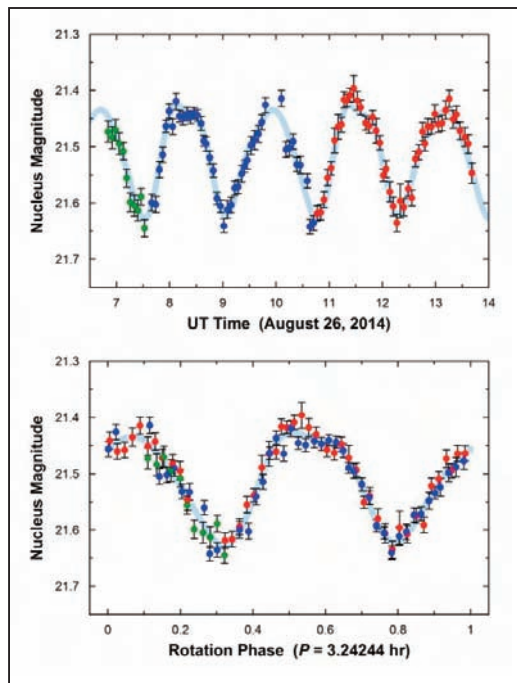 21.3
21.4
21.5
21.6
21.7
Nucleus Magnitude
7 8 9 10 11 12 13 14
UT Time (August 26, 2014)
21.3
21.4
21.5
21.6
21.7
Nucleus Magnitude
0 0.2 0.4 0.6 0.8 1
Rotation Phase (P = 3.24244 hr)